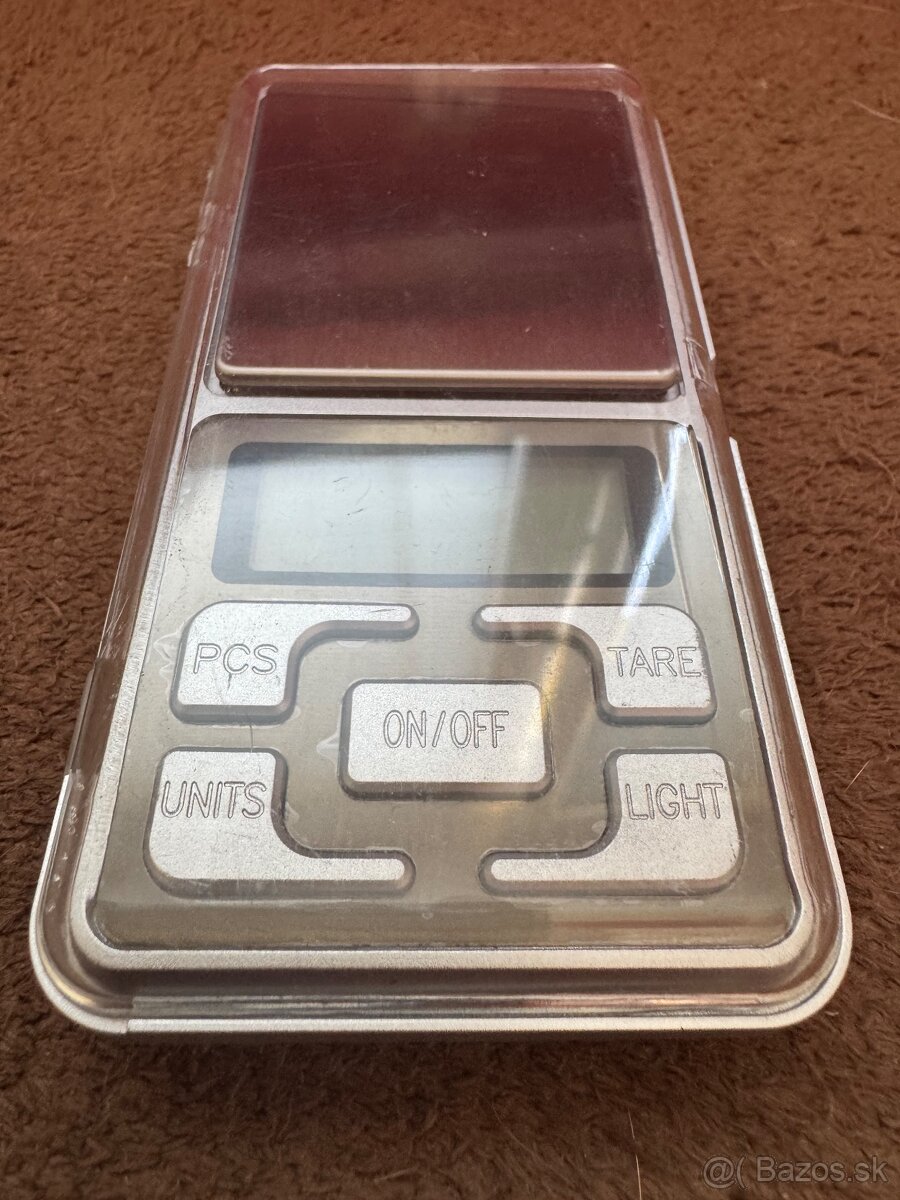 PCS
TARE
ON/OFF
UNITS
LIGHT
@( Bazos.sk